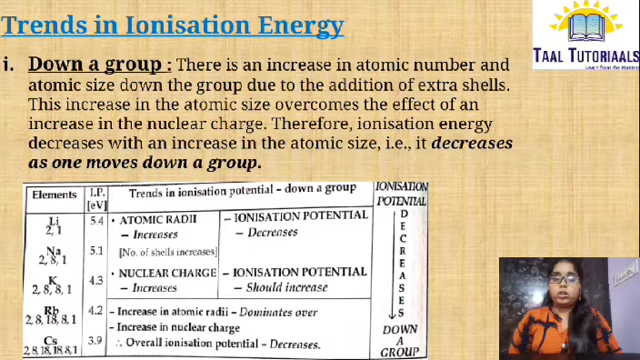 Trends in Ionisation Energy
TAAL TUTORIAALS
Learn from the Masters
i. Down a group : There is an increase in atomic number and
atomic size down the group due to the addition of extra shells.
This increase in the atomic size overcomes the effect of an
increase in the nuclear charge. Therefore, ionisation energy
decreases with an increase in the atomic size, i.e., it decreases
as one moves down a group.
Elements I.P. [eV] Trends in ionisation potential – down a group IONISATION POTENTIAL
Li 5.4 • ATOMIC RADII – IONISATION POTENTIAL
2, 1 – Increases – Decreases
Na 5.1 [No. of shells increases]
2, 8, 1
K 4.3 • NUCLEAR CHARGE – IONISATION POTENTIAL
2, 8, 8, 1 – Increases – Should increase
Rb 4.2 – Increase in atomic radii – Dominates over
2, 8, 18, 8, 1 – Increase in nuclear charge
Cs 3.9 ∴ Overall ionisation potential – Decreases.
2, 8, 18, 18, 8, 1
DECREASES
DOWN
A
GROUP